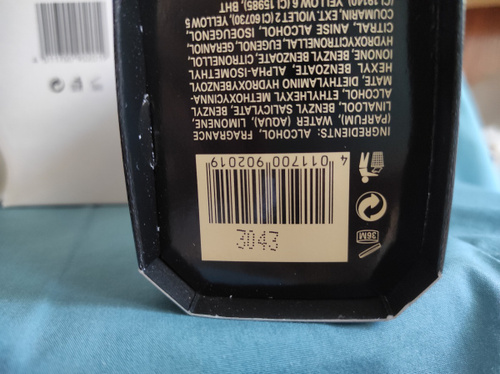 INGREDIENTS: ALCOHOL, FRAGRANCE
(PARFUM), WATER (AQUA), LIMONENE,
LINALOOL, BENZYL SALICYLATE, BENZYL
ALCOHOL, ETHYLHEXYL METHOXYCINNA-
MATE, DIETHYLAMINO HYDROXYBENZOYL
HEXYL BENZOATE, ALPHA-ISOMETHYL
IONONE, BENZYL BENZOATE, CITRONELLOL,
HYDROXYCITRONELLAL, EUGENOL, GERANIOL,
CITRAL, ANISE ALCOHOL, ISOEUGENOL,
COUMARIN, EXT. VIOLET 2 (CI 60730), YELLOW 5
(CI 19140), YELLOW 6 (CI 15985), BHT
4 011700 902019
3043
36M